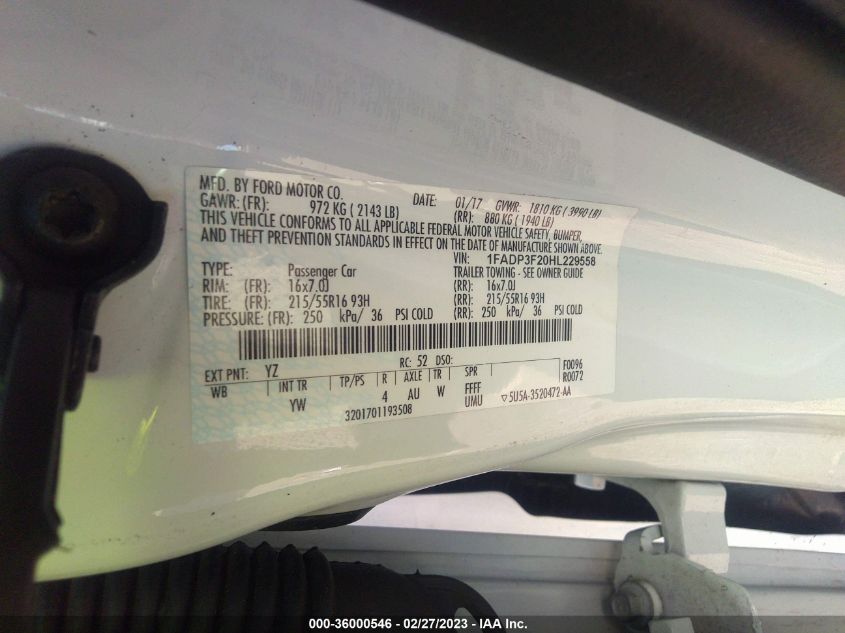 MFD. BY FORD MOTOR CO. DATE: 01/17 GVWR: 1810 KG ( 3990 LB)
GAWR: (FR): 972 KG ( 2143 LB) (RR): 880 KG ( 1940 LB)
THIS VEHICLE CONFORMS TO ALL APPLICABLE FEDERAL MOTOR VEHICLE SAFETY, BUMPER,
AND THEFT PREVENTION STANDARDS IN EFFECT ON THE DATE OF MANUFACTURE SHOWN ABOVE.
VIN: 1FADP3F20HL229558
TYPE: Passenger Car TRAILER TOWING - SEE OWNER GUIDE
RIM: (FR): 16x7.0J (RR): 16x7.0J
TIRE: (FR): 215/55R16 93H (RR): 215/55R16 93H
PRESSURE: (FR): 250 kPa/ 36 PSI COLD (RR): 250 kPa/ 36 PSI COLD
EXT PNT: YZ RC: 52 DSO: F0096
WB INT TR TP/PS R AXLE TR SPR R0072
YW 4 AU W FFFF
UMU ▽5U5A-3520472-AA
3201701193508
000-36000546 - 02/27/2023 - IAA Inc.